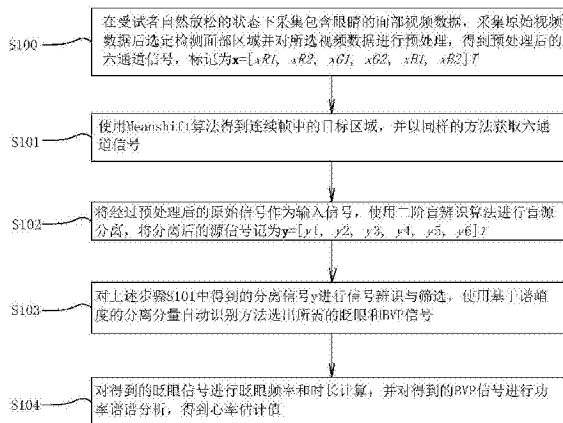 S100
在受试者自然放松的状态下采集包含眼睛的面部视频数据，采集原始视频
数据后选定检测面部区域并对所选视频数据进行预处理，得到预处理后的
六通道信号，标记为x=[xR1, xR2, xG1, xG2, xB1, xB2]T
S101
使用Meanshift算法得到连续帧中的目标区域，并以同样的方法获取六通
道信号
S102
将经过预处理后的原始信号作为输入信号，使用二阶盲辨识算法进行盲源
分离，将分离后的源信号记为y=[y1, y2, y3, y4, y5, y6]T
S103
对上述步骤S101中得到的分离信号y进行信号辨识与筛选，使用基于谱峭
度的分离分量自动识别方法选出所需的眨眼和BVP信号
S104
对得到的眨眼信号进行眨眼频率和时长计算，并对得到的BVP信号进行功
率谱谱分析，得到心率估计值